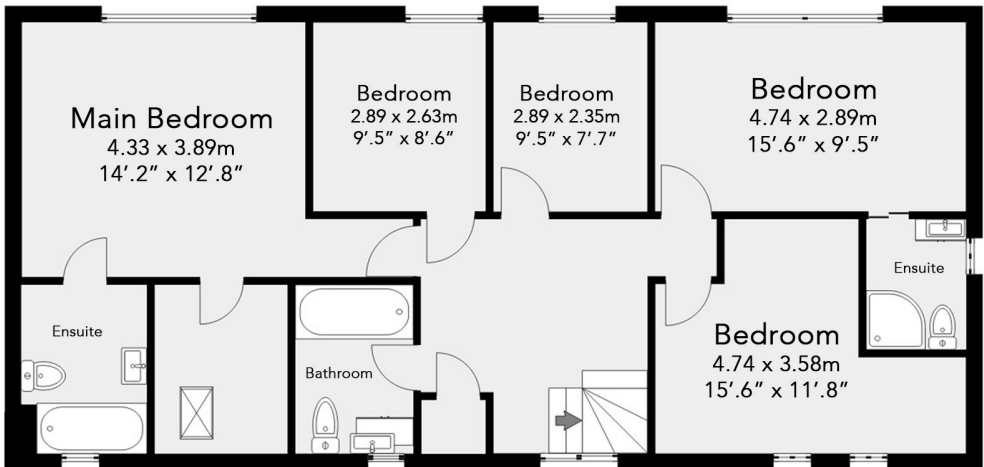 Main Bedroom
4.33 x 3.89m
14'.2" x 12'.8"
Bedroom
2.89 x 2.63m
9'.5" x 8'.6"
Bedroom
2.89 x 2.35m
9'.5" x 7'.7"
Bedroom
4.74 x 2.89m
15'.6" x 9'.5"
Ensuite
Bathroom
Bedroom
4.74 x 3.58m
15'.6" x 11'.8"
Ensuite